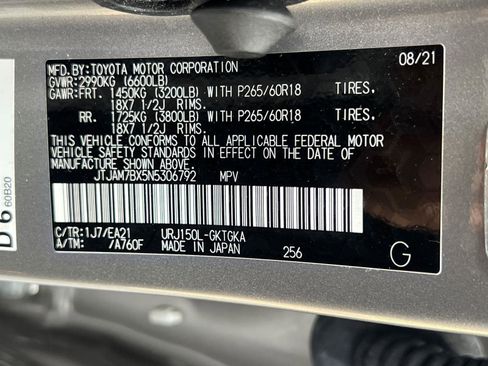 MFD.BY:TOYOTA MOTOR CORPORATION 08/21
GVWR:2990KG (6600LB)
GAWR:FRT. 1450KG (3200LB) WITH P265/60R18 TIRES,
18X7 1/2J RIMS.
RR. 1725KG (3800LB) WITH P265/60R18 TIRES,
18X7 1/2J RIMS.
THIS VEHICLE CONFORMS TO ALL APPLICABLE FEDERAL MOTOR
VEHICLE SAFETY STANDARDS IN EFFECT ON THE DATE OF
MANUFACTURE SHOWN ABOVE.
JTJAM7BX5N5306792 MPV
C/TR:1J7/EA21 URJ150L-GKTGKA
A/TM: /A760F MADE IN JAPAN 256
G
D 6
60B20